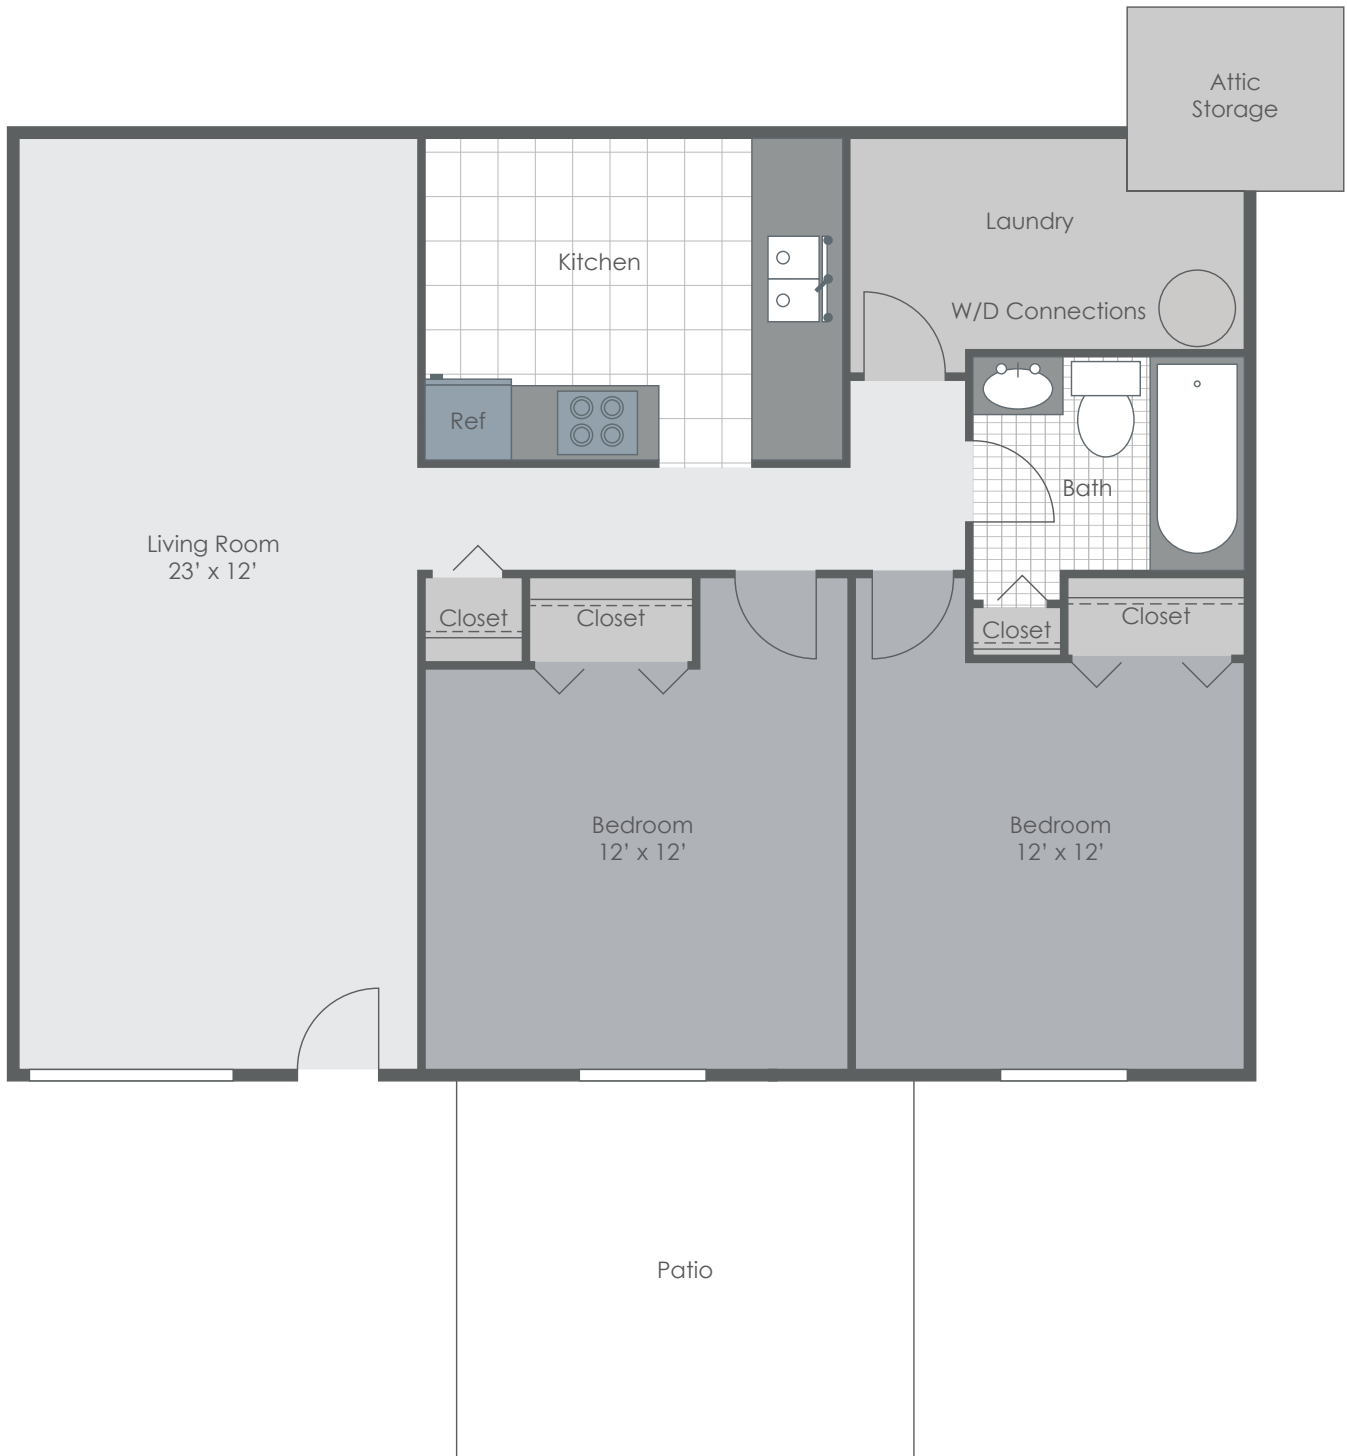 Attic
Storage
Laundry
Kitchen
W/D Connections
Ref
Bath
Living Room
23’ x 12’
Closet
Closet
Closet
Closet
Bedroom
12’ x 12’
Bedroom
12’ x 12’
Patio